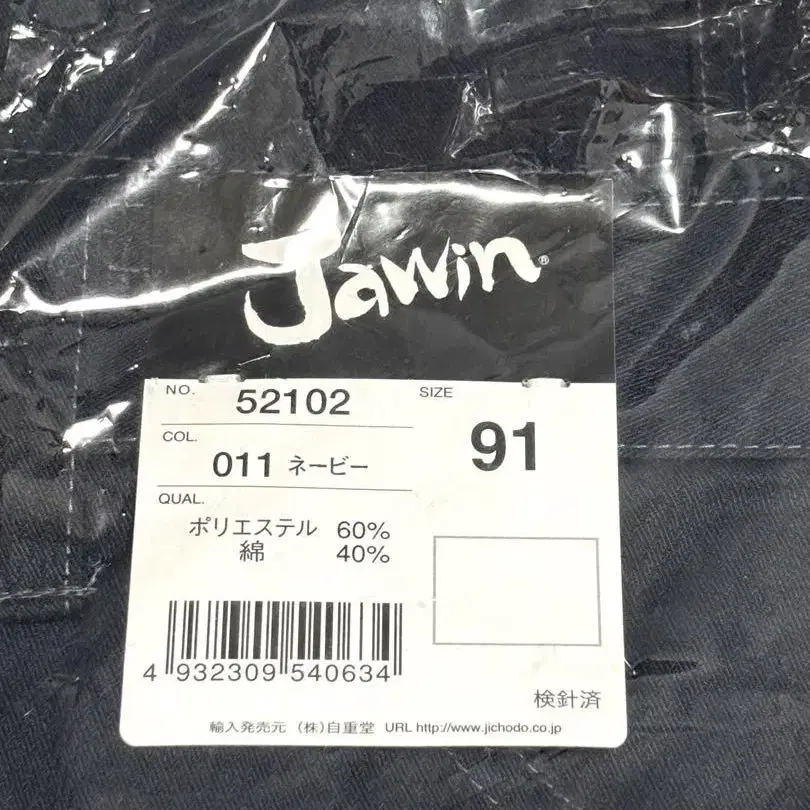 Jawin®
NO. 52102
SIZE
91
COL. 011 ネービー
QUAL.
ポリエステル 60%
綿 40%
4 932309 540634
検針済
輸入発売元 (株)自重堂 URL http://www.jichodo.co.jp